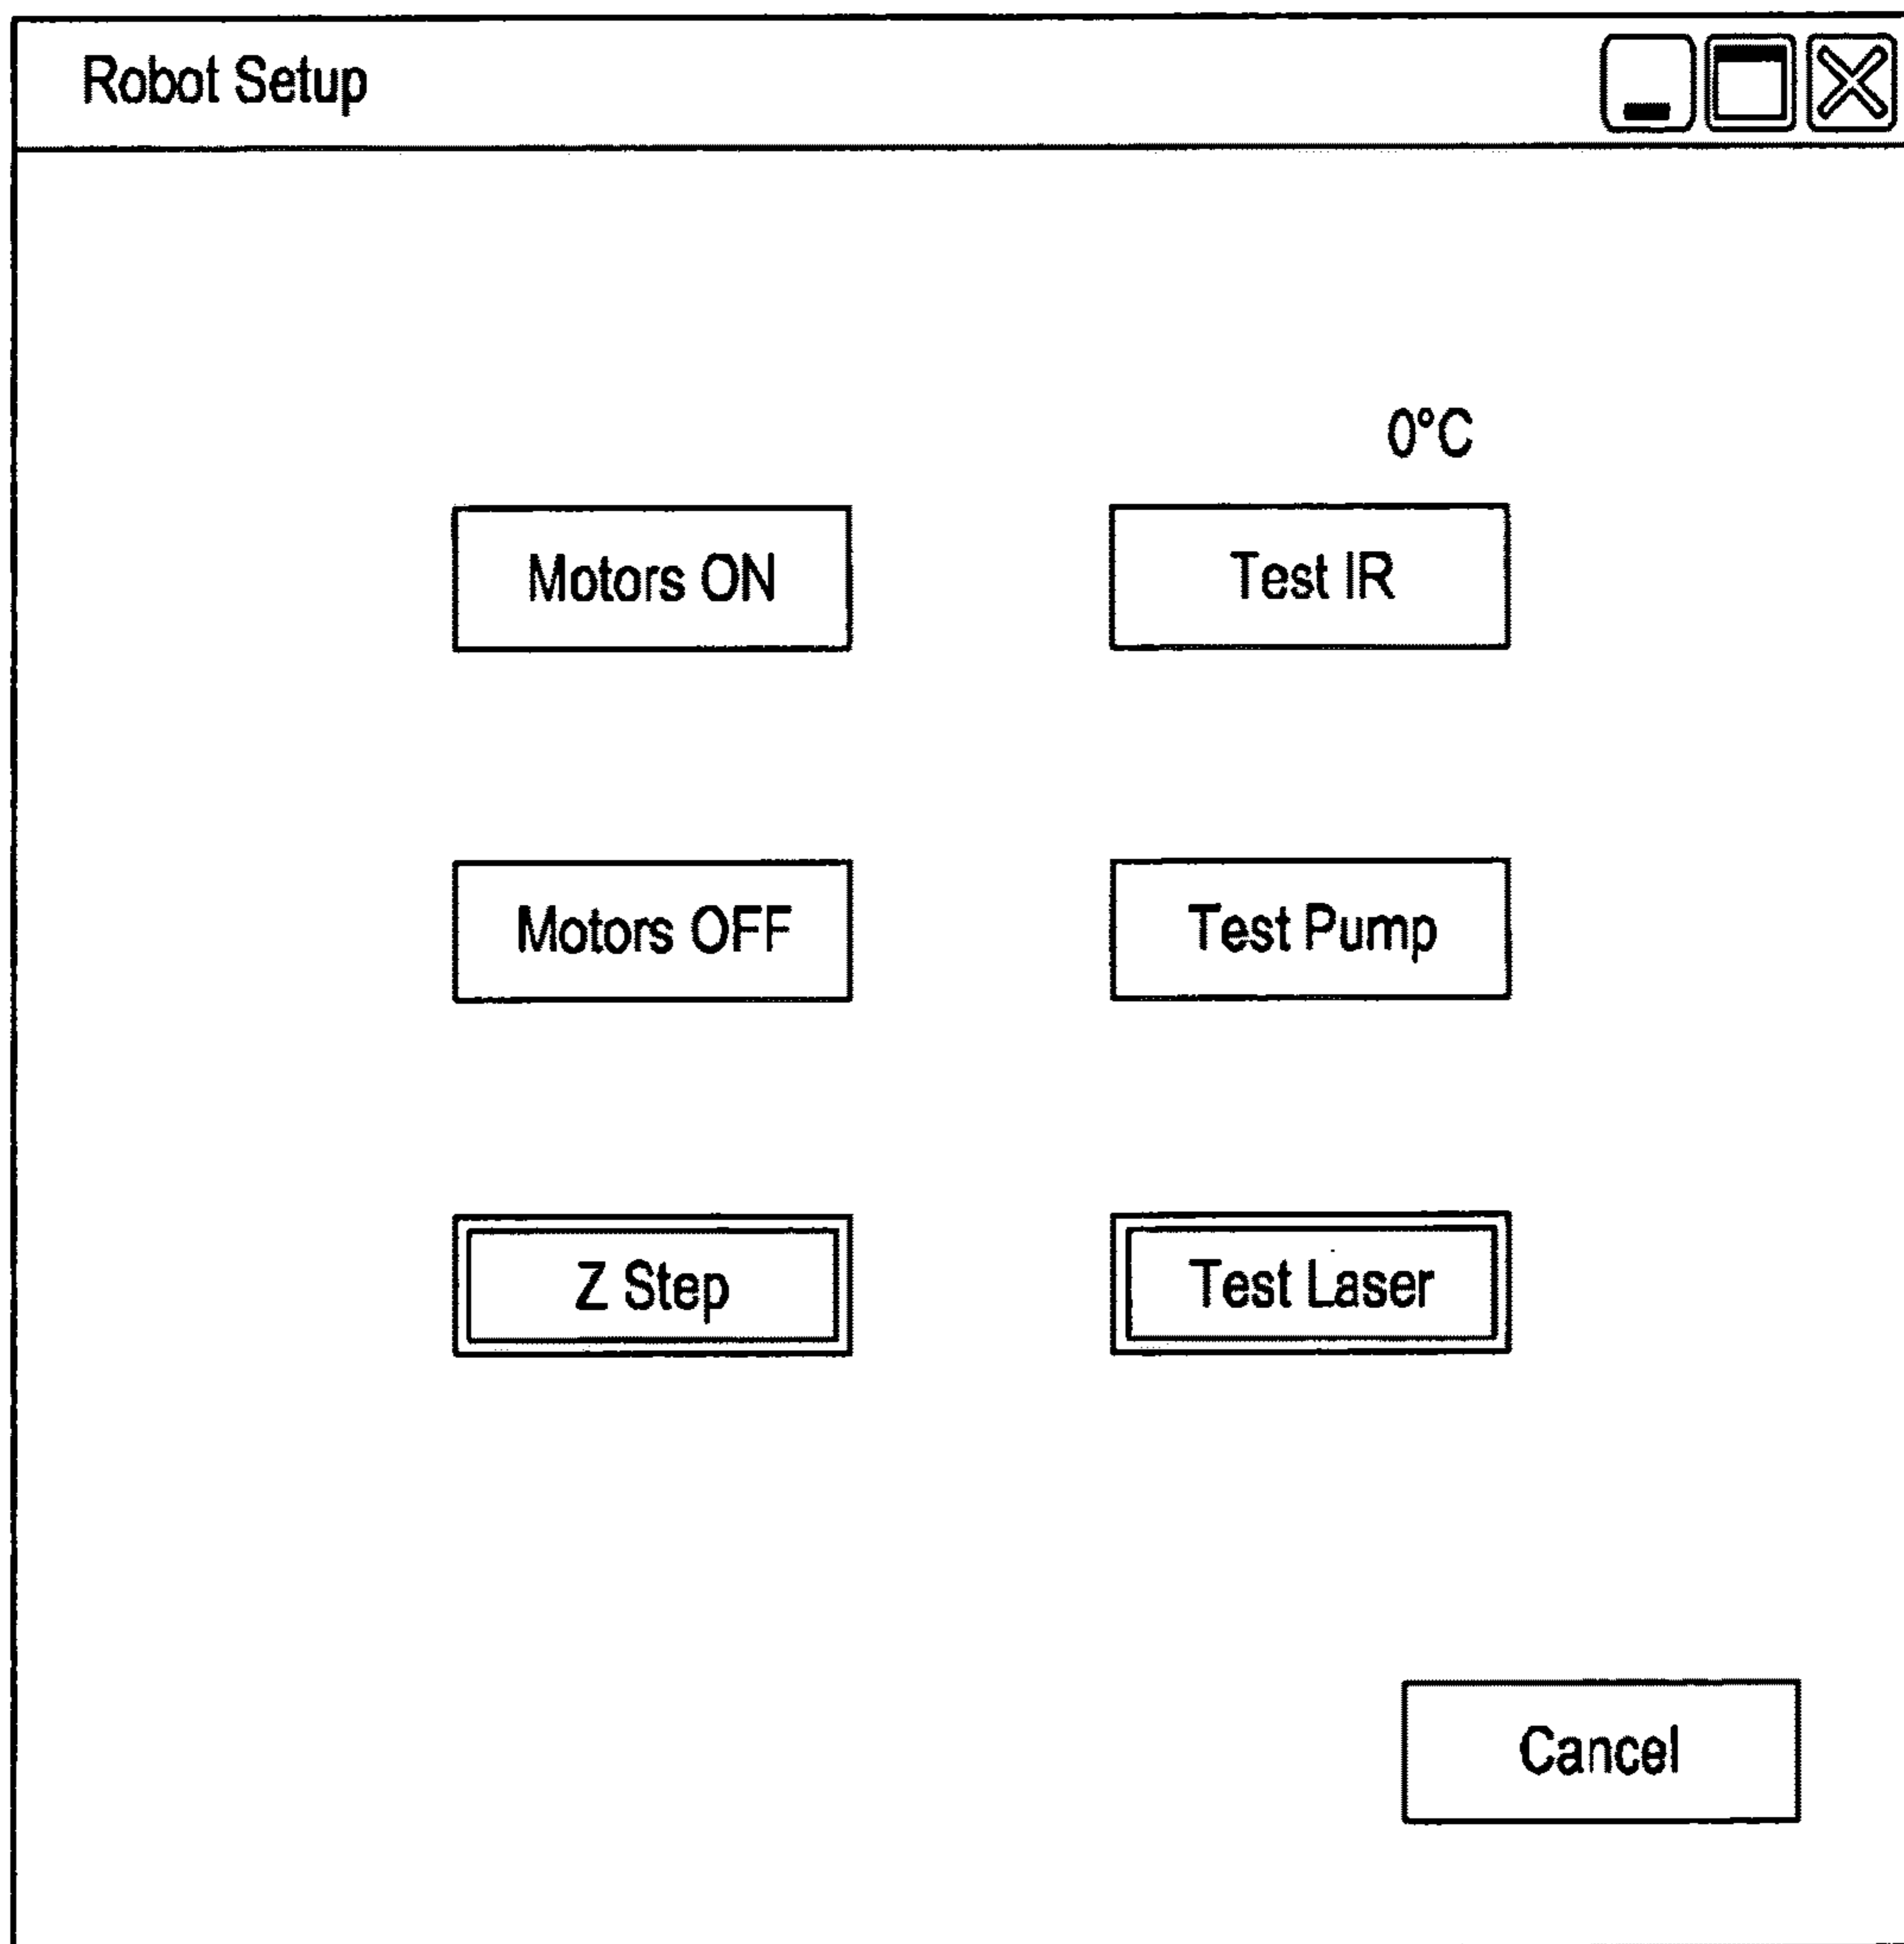 Robot Setup
0°C
Motors ON
Test IR
Motors OFF
Test Pump
Z Step
Test Laser
Cancel